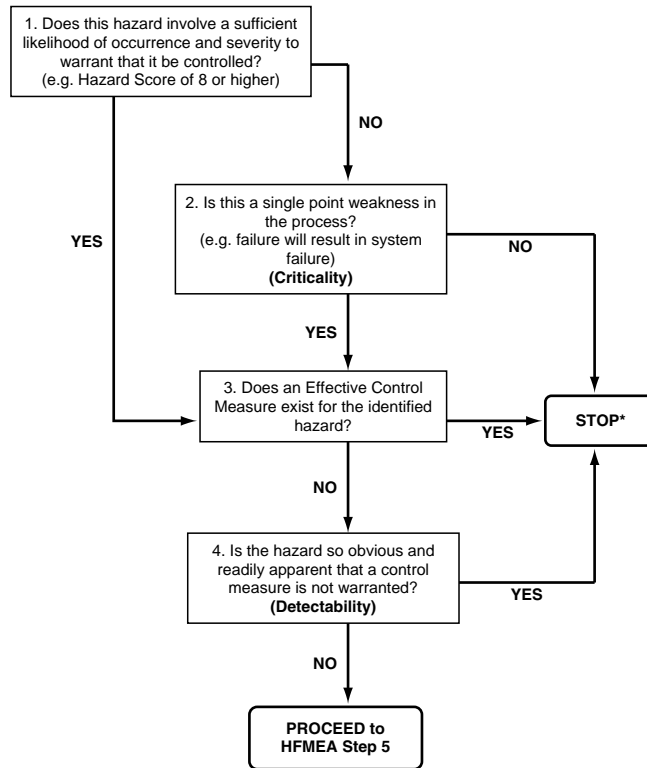 1. Does this hazard involve a sufficient
likelihood of occurrence and severity to
warrant that it be controlled?
(e.g. Hazard Score of 8 or higher)
NO
YES
2. Is this a single point weakness in
the process?
(e.g. failure will result in system
failure)
(Criticality)
NO
YES
3. Does an Effective Control
Measure exist for the identified
hazard?
YES
STOP*
NO
4. Is the hazard so obvious and
readily apparent that a control
measure is not warranted?
(Detectability)
YES
NO
PROCEED to
HFMEA Step 5